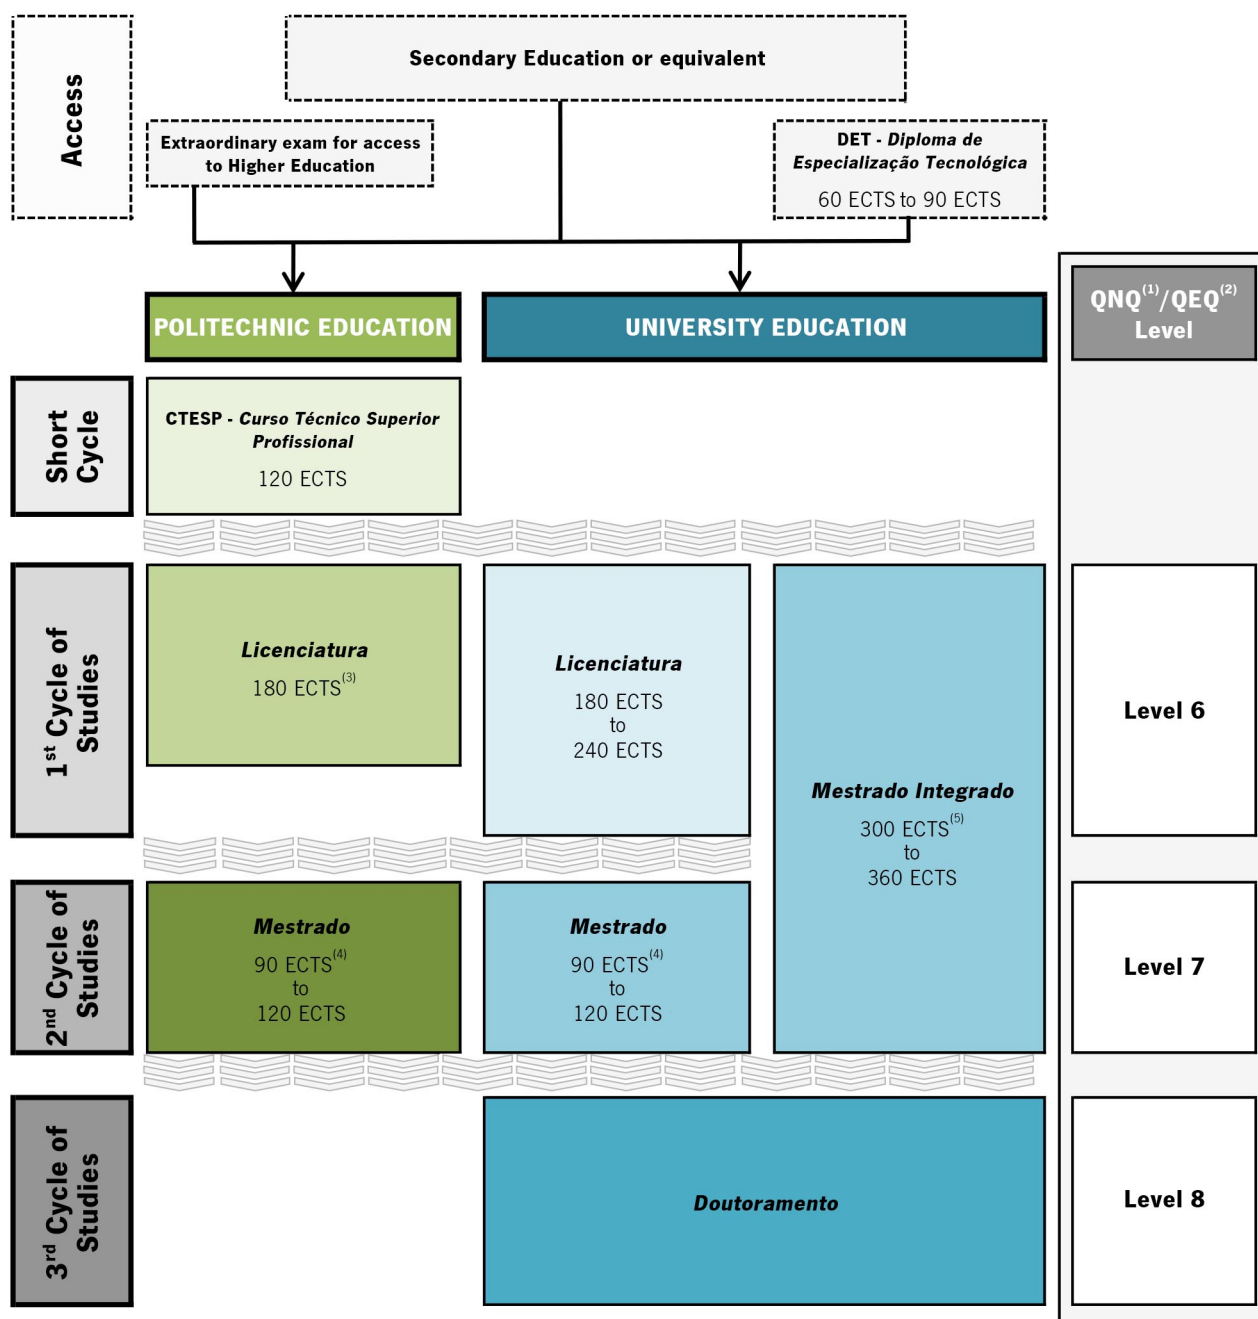 Access
Secondary Education or equivalent
Extraordinary exam for access
to Higher Education
DET - Diploma de
Especialização Tecnológica
60 ECTS to 90 ECTS
POLITECHNIC EDUCATION
UNIVERSITY EDUCATION
QNQ(1)/QEQ(2)
Level
Short
Cycle
CTESP - Curso Técnico Superior
Profissional
120 ECTS
1st Cycle of
Studies
Licenciatura
180 ECTS(3)
Licenciatura
180 ECTS
to
240 ECTS
Mestrado Integrado
300 ECTS(5)
to
360 ECTS
Level 6
2nd Cycle of
Studies
Mestrado
90 ECTS(4)
to
120 ECTS
Mestrado
90 ECTS(4)
to
120 ECTS
Level 7
3rd Cycle of
Studies
Doutoramento
Level 8